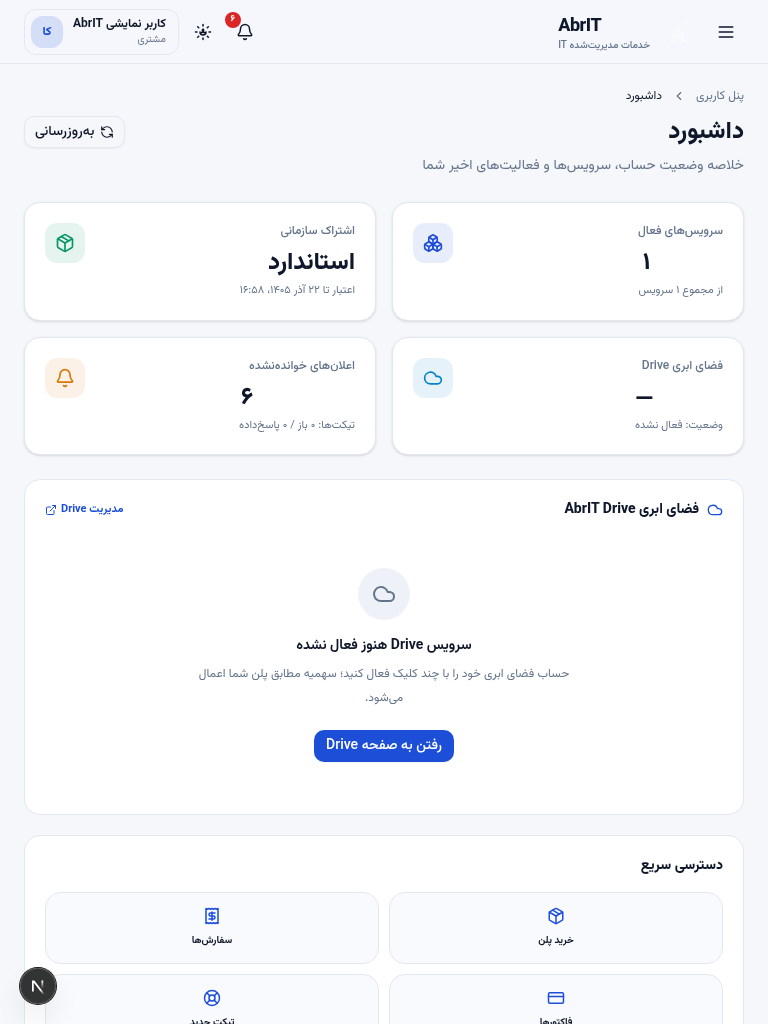 AbrIT
خدمات مدیریت‌شده IT
۶
کاربر نمایشی AbrIT
مشتری
کا
پنل کاربری
داشبورد
داشبورد
به‌روزرسانی
خلاصه وضعیت حساب، سرویس‌ها و فعالیت‌های اخیر شما
سرویس‌های فعال
۱
از مجموع ۱ سرویس
اشتراک سازمانی
استاندارد
اعتبار تا ۲۲ آذر ۱۴۰۵، ۱۶:۵۸
فضای ابری Drive
—
وضعیت: فعال نشده
اعلان‌های خوانده‌نشده
۶
تیکت‌ها: ۰ باز / ۰ پاسخ‌داده
فضای ابری AbrIT Drive
مدیریت Drive
سرویس Drive هنوز فعال نشده
حساب فضای ابری خود را با چند کلیک فعال کنید؛ سهمیه مطابق پلن شما اعمال
می‌شود.
رفتن به صفحه Drive
دسترسی سریع
خرید پلن
سفارش‌ها
فاکتورها
تیکت جدید
N